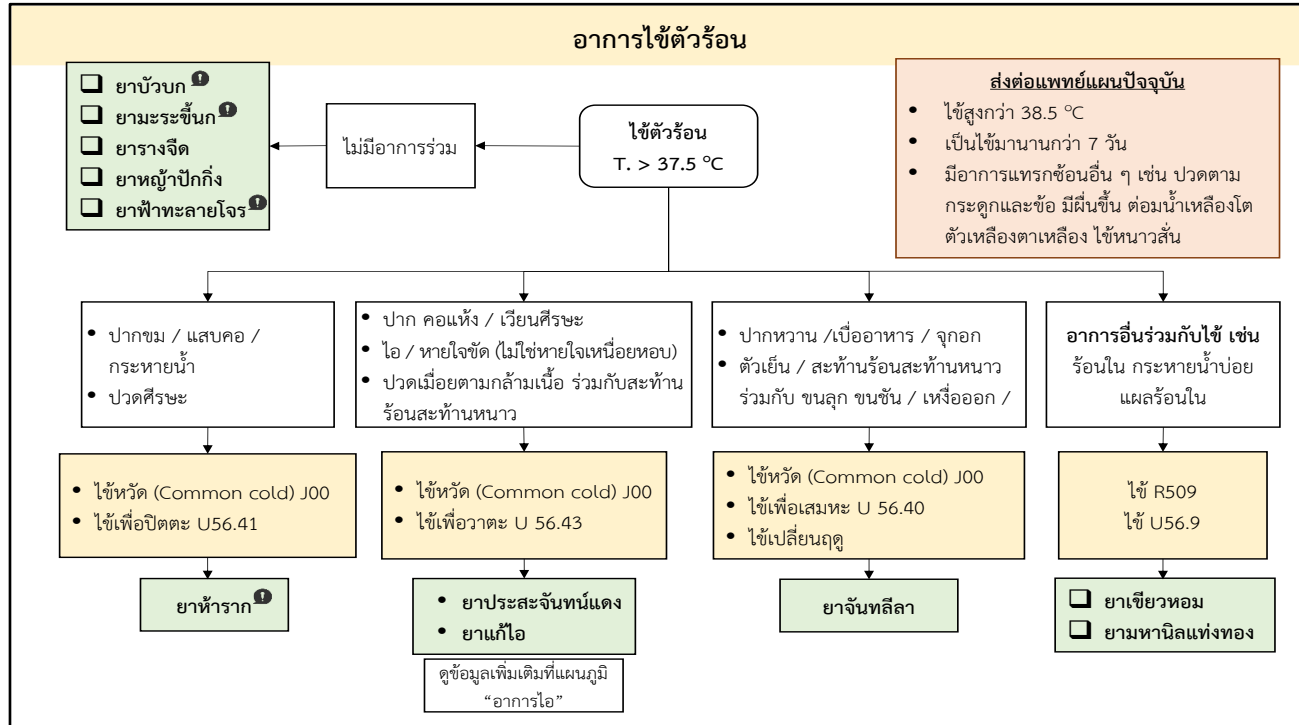 อาการไข้ตัวร้อน
❑ ยาบัวบก
❑ ยามะระขี้นก
❑ ยารางจืด
❑ ยาหญ้าปักกิ่ง
❑ ยาฟ้าทะลายโจร
ไม่มีอาการร่วม
ไข้ตัวร้อน
T. > 37.5 °C
ส่งต่อแพทย์แผนปัจจุบัน
• ไข้สูงกว่า 38.5 °C
• เป็นไข้มานานกว่า 7 วัน
• มีอาการแทรกซ้อนอื่น ๆ เช่น ปวดตาม
กระดูกและข้อ มีผื่นขึ้น ต่อมน้ำเหลืองโต
ตัวเหลืองตาเหลือง ไข้หนาวสั่น
• ปากขม / แสบคอ /
กระหายน้ำ
• ปวดศีรษะ
• ปาก คอแห้ง / เวียนศีรษะ
• ไอ / หายใจขัด (ไม่ใช่หายใจเหนื่อยหอบ)
• ปวดเมื่อยตามกล้ามเนื้อ ร่วมกับสะท้าน
ร้อนสะท้านหนาว
• ปากหวาน /เบื่ออาหาร / จุกอก
• ตัวเย็น / สะท้านร้อนสะท้านหนาว
ร่วมกับ ขนลุก ขนชัน / เหงื่อออก /
อาการอื่นร่วมกับไข้ เช่น
ร้อนใน กระหายน้ำบ่อย
แผลร้อนใน
• ไข้หวัด (Common cold) J00
• ไข้เพื่อปิตตะ U56.41
• ไข้หวัด (Common cold) J00
• ไข้เพื่อวาตะ U 56.43
• ไข้หวัด (Common cold) J00
• ไข้เพื่อเสมหะ U 56.40
• ไข้เปลี่ยนฤดู
ไข้ R509
ไข้ U56.9
ยาห้าราก
• ยาประสะจันทน์แดง
• ยาแก้ไอ
ยาจันทลีลา
❑ ยาเขียวหอม
❑ ยามหานิลแท่งทอง
ดูข้อมูลเพิ่มเติมที่แผนภูมิ
“อาการไอ”